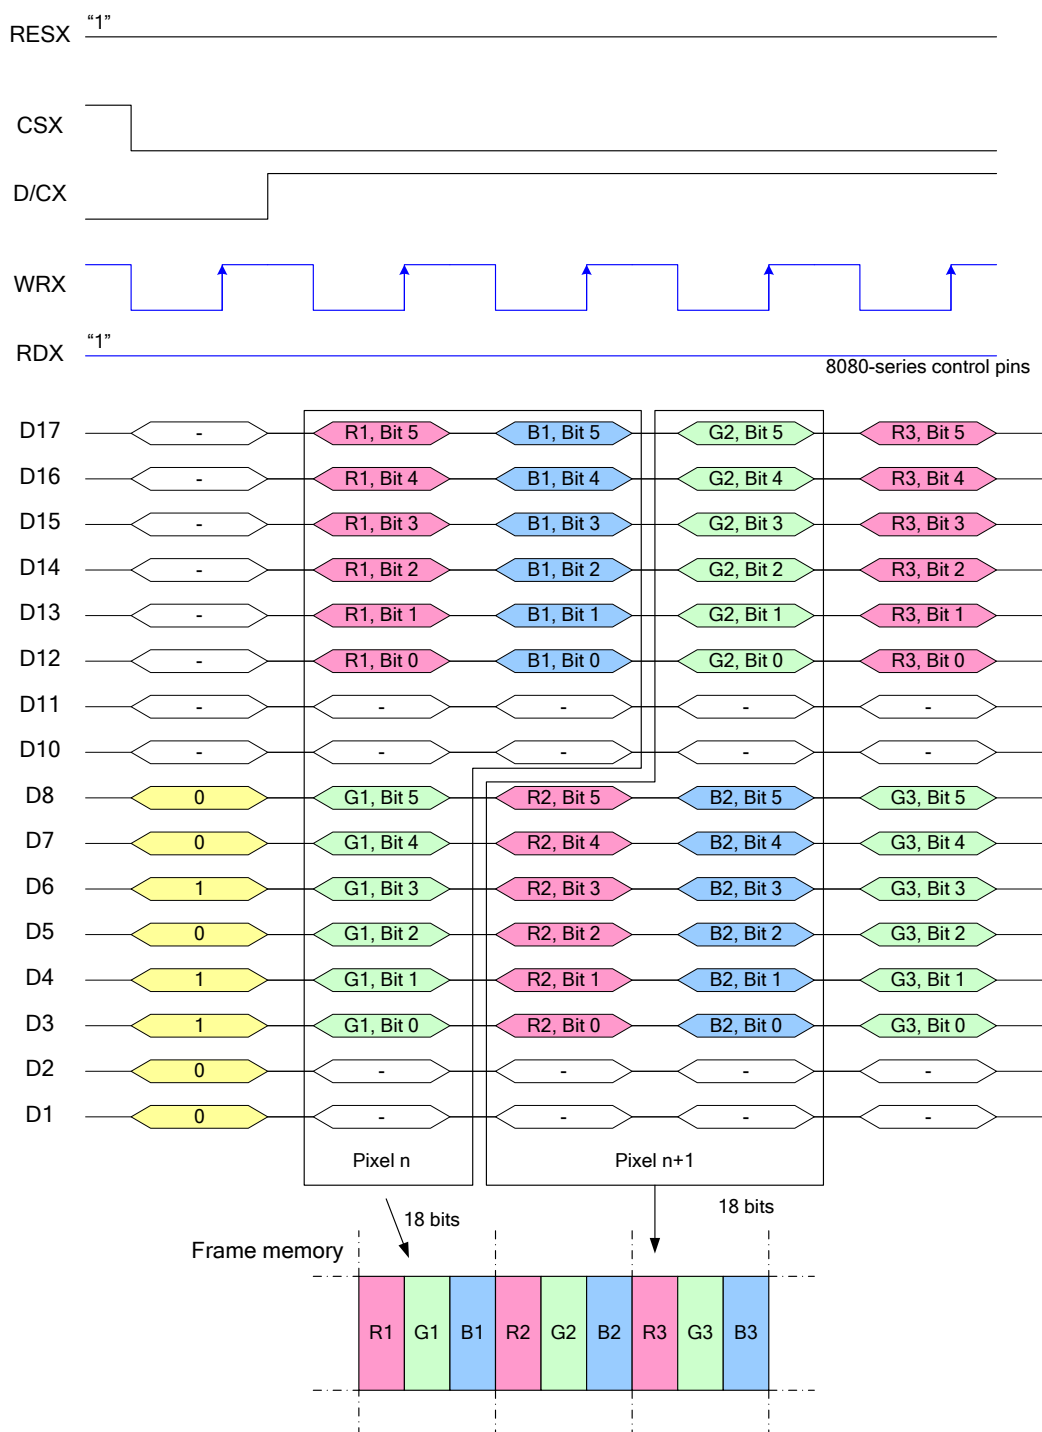 RESX “1”
CSX
D/CX
WRX
RDX “1”
8080-series control pins
D17 - R1, Bit 5 B1, Bit 5 G2, Bit 5 R3, Bit 5
D16 - R1, Bit 4 B1, Bit 4 G2, Bit 4 R3, Bit 4
D15 - R1, Bit 3 B1, Bit 3 G2, Bit 3 R3, Bit 3
D14 - R1, Bit 2 B1, Bit 2 G2, Bit 2 R3, Bit 2
D13 - R1, Bit 1 B1, Bit 1 G2, Bit 1 R3, Bit 1
D12 - R1, Bit 0 B1, Bit 0 G2, Bit 0 R3, Bit 0
D11 - - - - -
D10 - - - - -
D8 0 G1, Bit 5 R2, Bit 5 B2, Bit 5 G3, Bit 5
D7 0 G1, Bit 4 R2, Bit 4 B2, Bit 4 G3, Bit 4
D6 1 G1, Bit 3 R2, Bit 3 B2, Bit 3 G3, Bit 3
D5 0 G1, Bit 2 R2, Bit 2 B2, Bit 2 G3, Bit 2
D4 1 G1, Bit 1 R2, Bit 1 B2, Bit 1 G3, Bit 1
D3 1 G1, Bit 0 R2, Bit 0 B2, Bit 0 G3, Bit 0
D2 0 - - - -
D1 0 - - - -
Pixel n Pixel n+1
18 bits 18 bits
Frame memory
R1 G1 B1 R2 G2 B2 R3 G3 B3